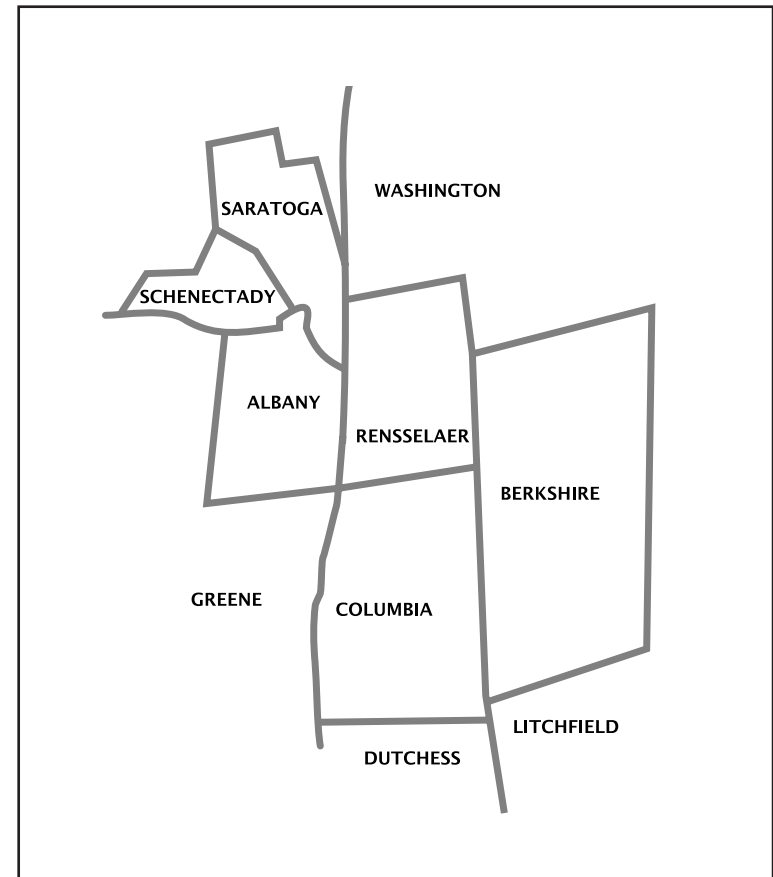 WASHINGTON
SARATOGA
SCHENECTADY
ALBANY
RENSSELAER
BERKSHIRE
GREENE
COLUMBIA
LITCHFIELD
DUTCHESS